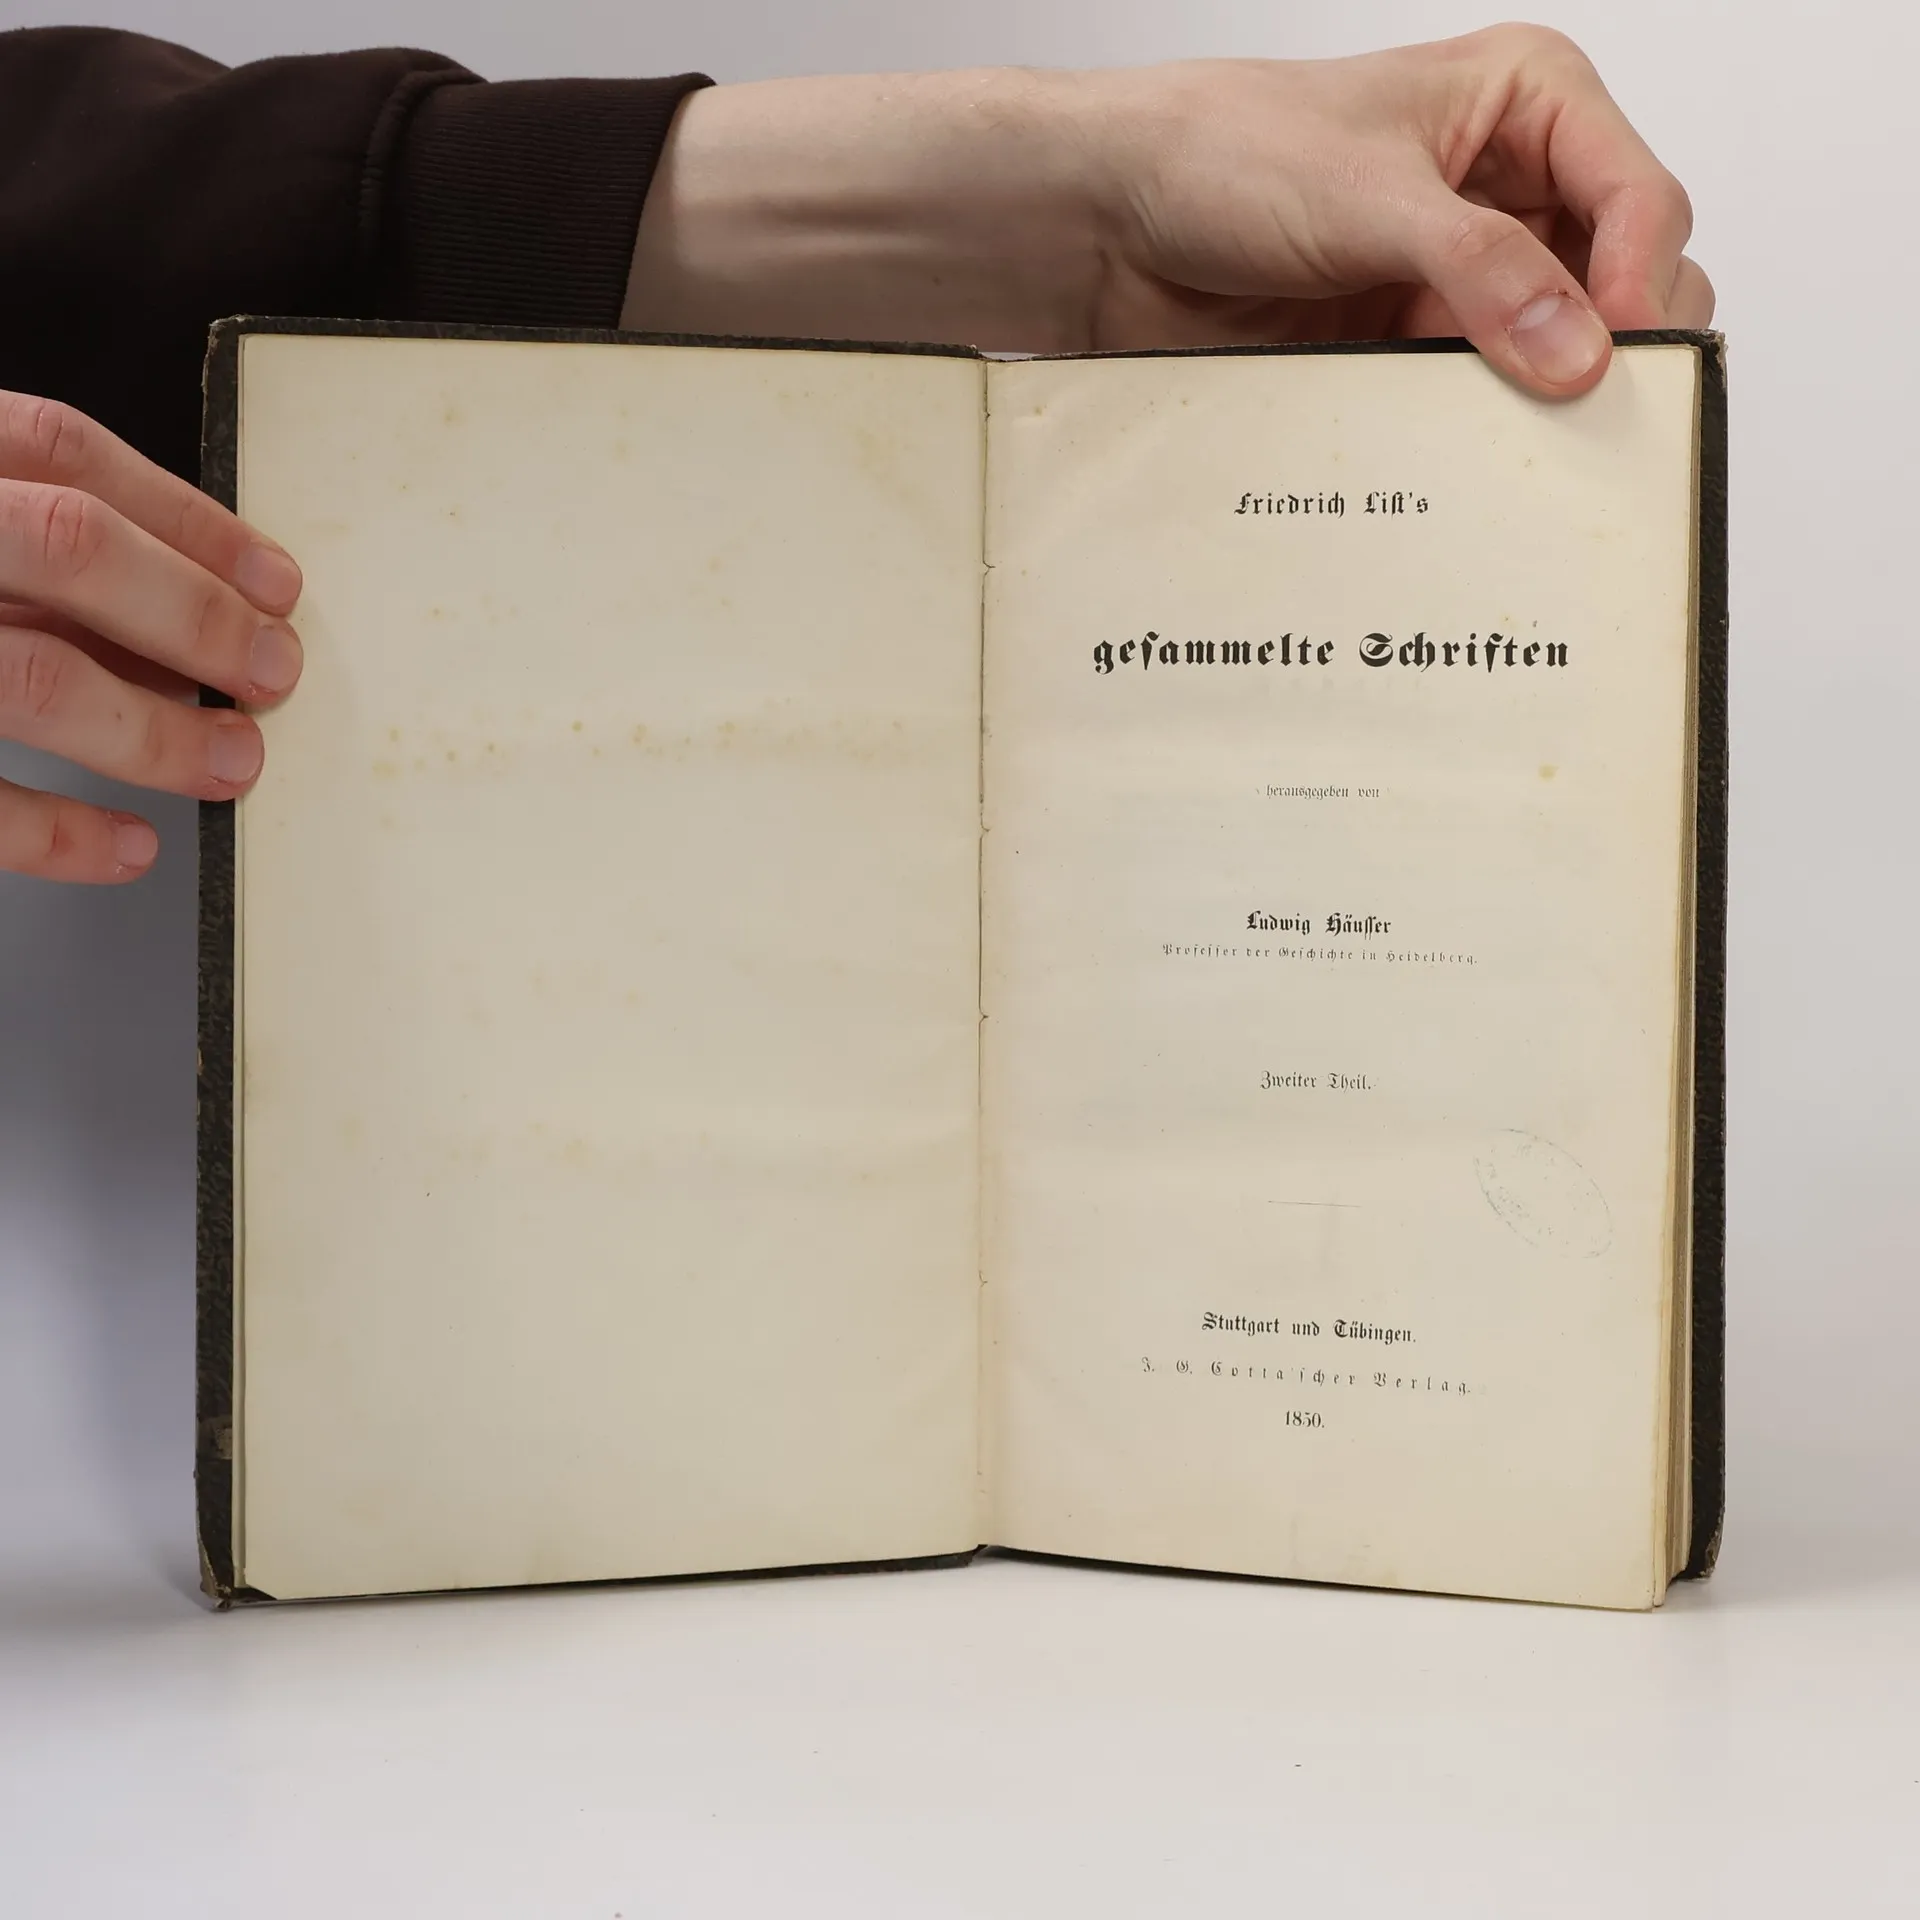 Friedrich Liſt's
geſammelte Schriften
herausgegeben von
Ludwig Häuſſer
Profeſſor der Geſchichte in Heidelberg.
Zweiter Theil.
Stuttgart und Tübingen.
J. G. Cotta'ſcher Verlag.
1850.